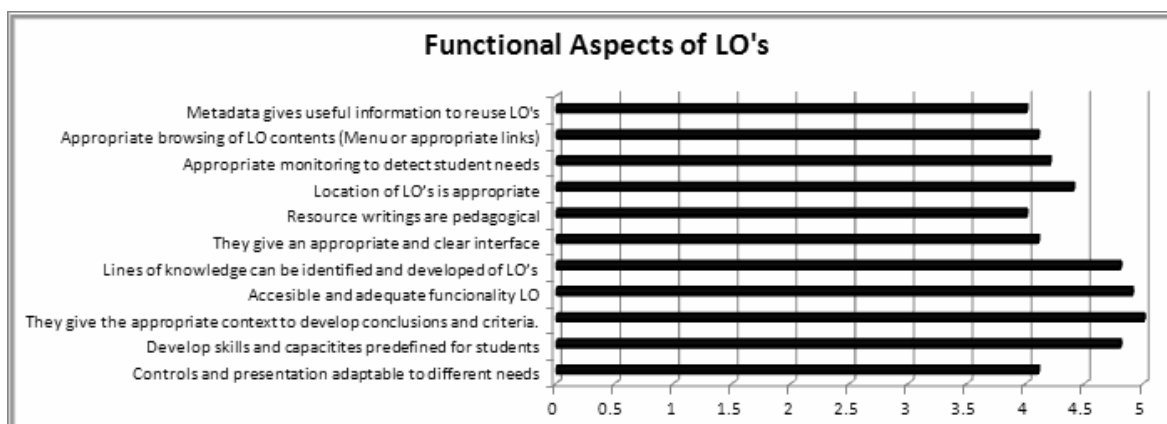 Functional Aspects of LO's
Metadata gives useful information to reuse LO's
Appropriate browsing of LO contents (Menu or appropriate links)
Appropriate monitoring to detect student needs
Location of LO’s is appropriate
Resource writings are pedagogical
They give an appropriate and clear interface
Lines of knowledge can be identified and developed of LO’s
Accesible and adequate funcionality LO
They give the appropriate context to develop conclusions and criteria.
Develop skills and capacitites predefined for students
Controls and presentation adaptable to different needs
0 0.5 1 1.5 2 2.5 3 3.5 4 4.5 5